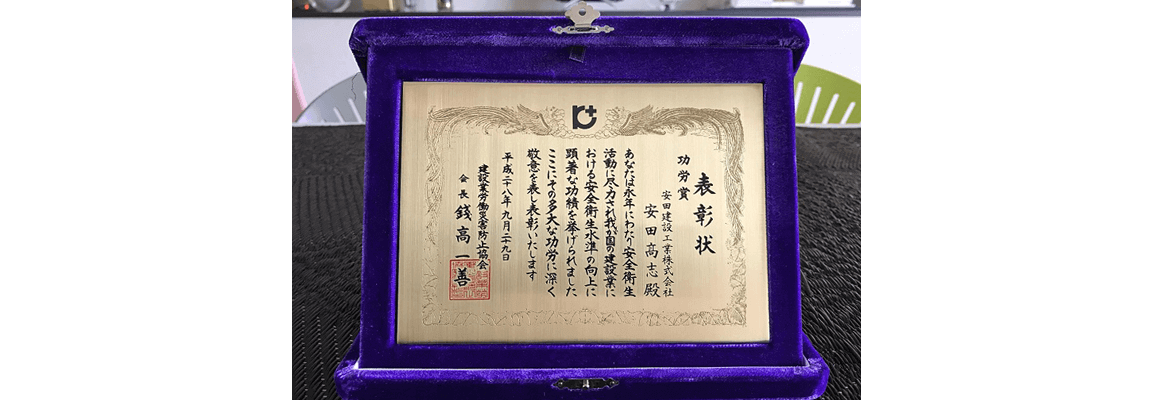 表彰状
功労賞
安田建設工業株式会社
安田高志殿
あなたは永年にわたり安全衛生
活動に尽力され我が国の建設業に
おける安全衛生水準の向上に
顕著な功績を挙げられました
ここにその多大な功労に深く
敬意を表し表彰いたします
平成二十八年九月二十九日
建設業労働災害防止協会
会長 錢高一善